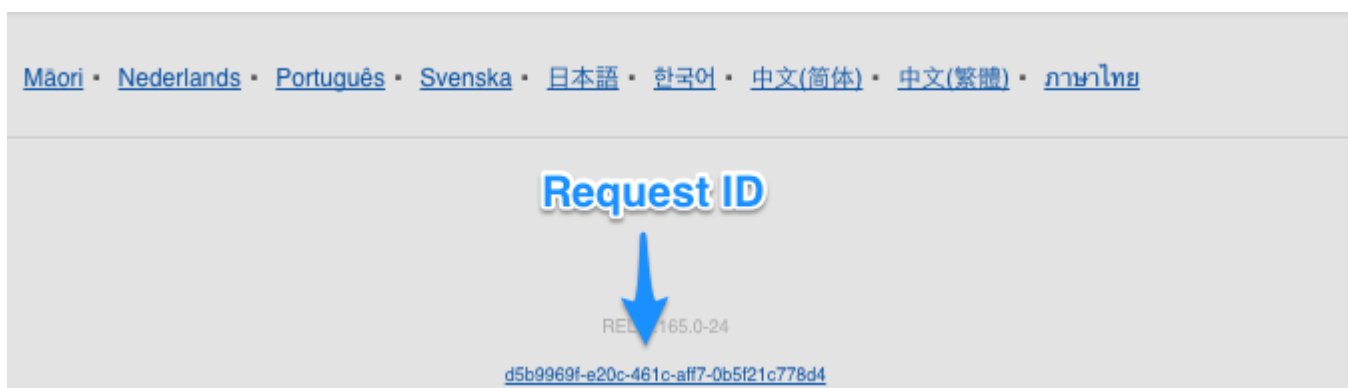 Māori ▪ Nederlands ▪ Português ▪ Svenska ▪ 日本語 ▪ 한국어 ▪ 中文(简体) ▪ 中文(繁體) ▪ ภาษาไทย
Request ID
165.0-24
d5b9969f-e20c-461c-aff7-0b5f21c778d4